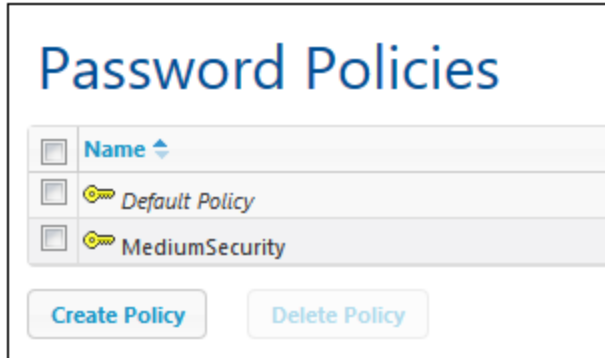 Password Policies
Name
Default Policy
MediumSecurity
Create Policy Delete Policy